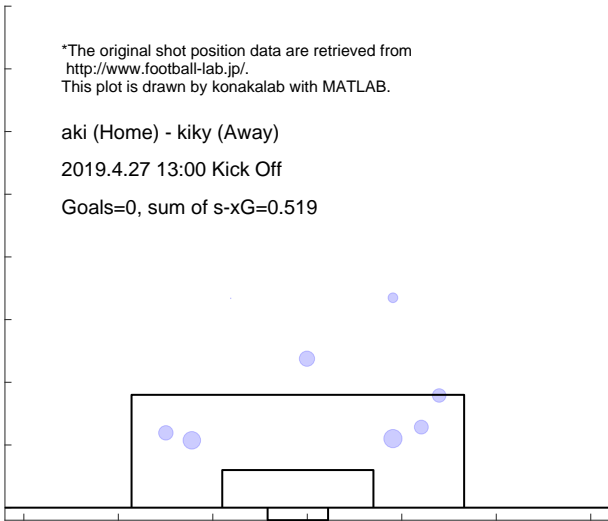 *The original shot position data are retrieved from
http://www.football-lab.jp/.
This plot is drawn by konakalab with MATLAB.
aki (Home) - kiky (Away)
2019.4.27 13:00 Kick Off
Goals=0, sum of s-xG=0.519